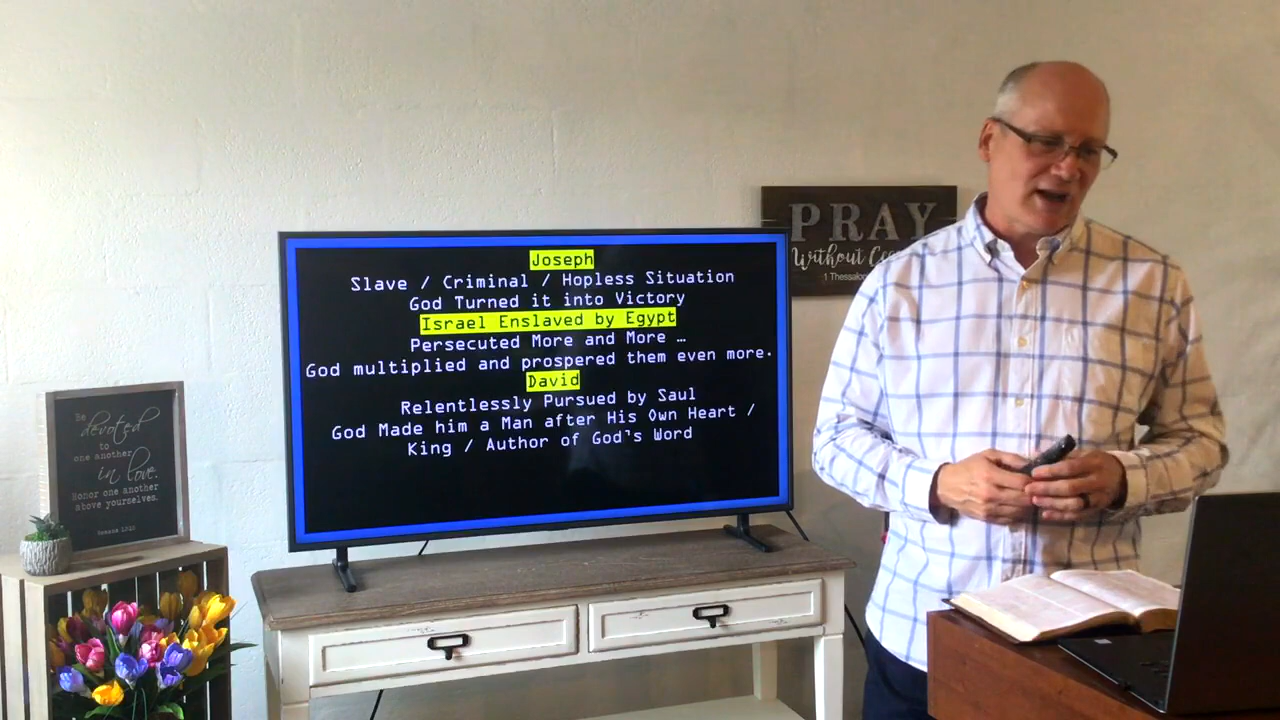 Joseph
Slave / Criminal / Hopless Situation
God Turned it into Victory
Israel Enslaved by Egypt
Persecuted More and More …
God multiplied and prospered them even more.
David
Relentlessly Pursued by Saul
God Made him a Man after His Own Heart /
King / Author of God's Word
PRAY
Without
Be
devoted
to
one another
in love.
Honor one another
above yourselves.